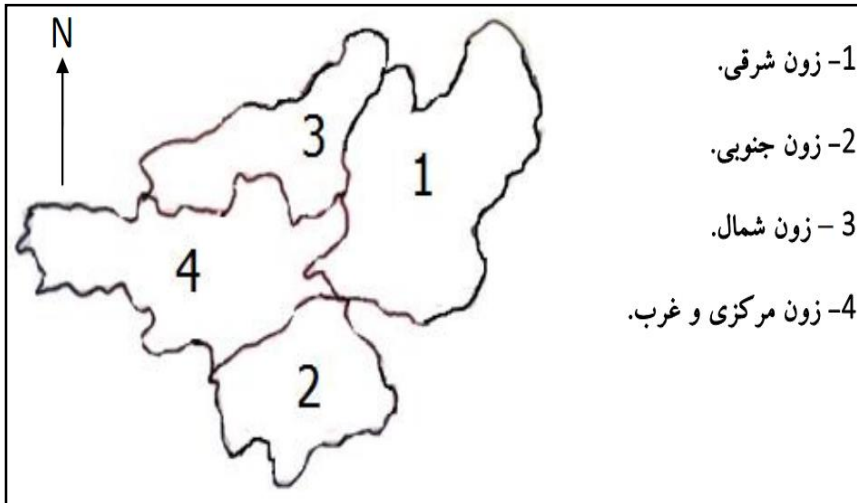 N
1- زون شرقی.
2- زون جنوبی.
3 – زون شمال.
4- زون مرکزی و غرب.
3
1
4
2